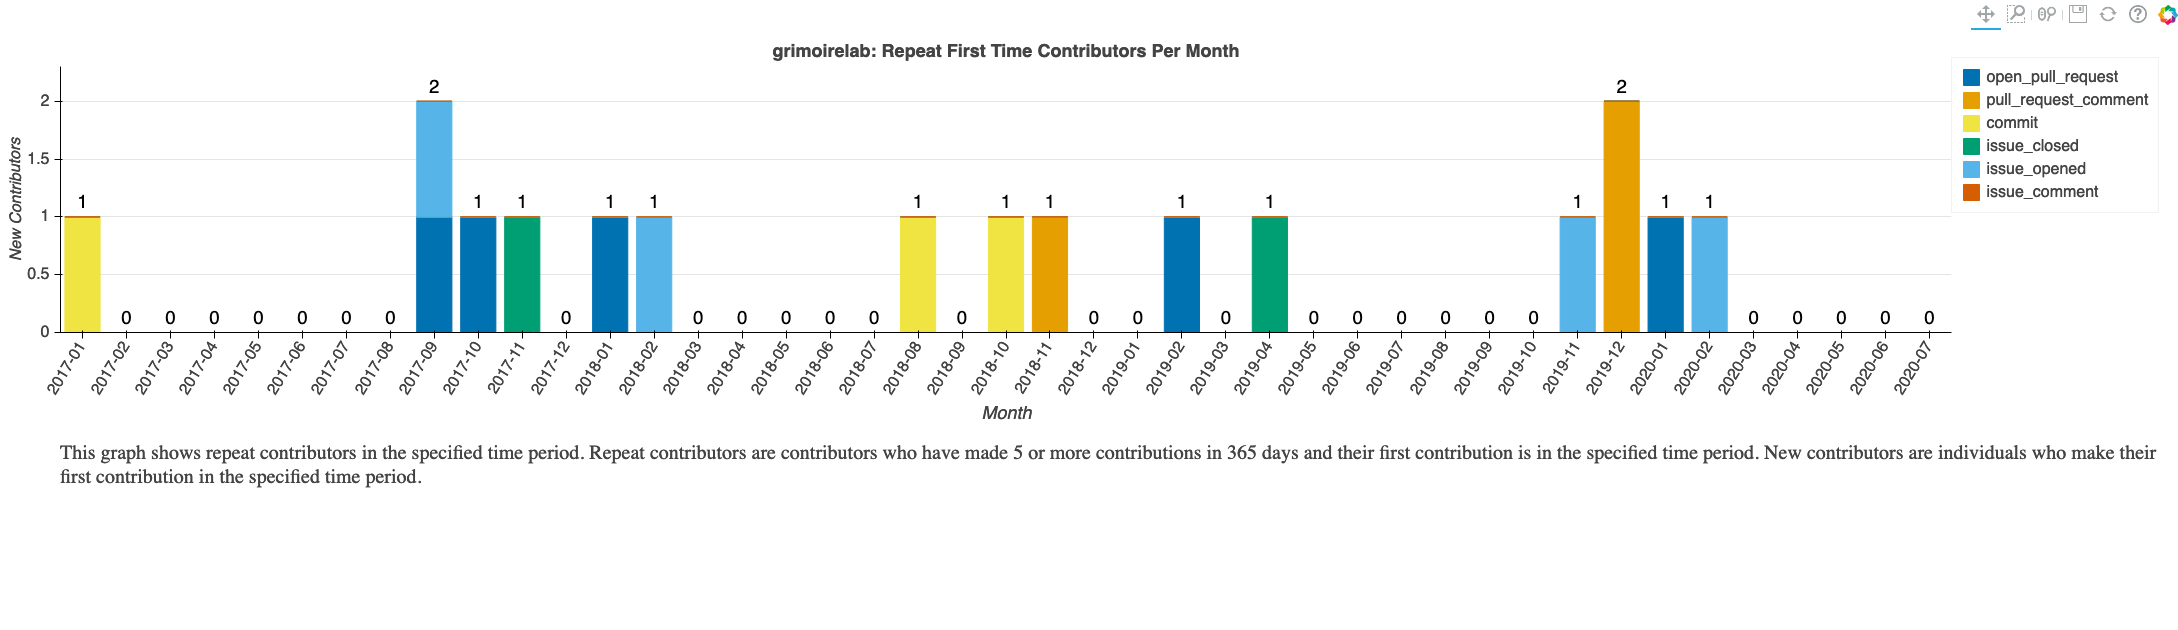 grimoirelab: Repeat First Time Contributors Per Month
open_pull_request
pull_request_comment
commit
issue_closed
issue_opened
issue_comment
New Contributors
2
1.5
1
0.5
0
1 0 0 0 0 0 0 0 2 1 1 0 1 1 0 0 0 0 0 1 0 1 1 0 0 1 0 1 0 0 0 0 0 0 1 2 1 1 0 0 0 0 0
2017-01 2017-02 2017-03 2017-04 2017-05 2017-06 2017-07 2017-08 2017-09 2017-10 2017-11 2017-12 2018-01 2018-02 2018-03 2018-04 2018-05 2018-06 2018-07 2018-08 2018-09 2018-10 2018-11 2018-12 2019-01 2019-02 2019-03 2019-04 2019-05 2019-06 2019-07 2019-08 2019-09 2019-10 2019-11 2019-12 2020-01 2020-02 2020-03 2020-04 2020-05 2020-06 2020-07
Month
This graph shows repeat contributors in the specified time period. Repeat contributors are contributors who have made 5 or more contributions in 365 days and their first contribution is in the specified time period. New contributors are individuals who make their
first contribution in the specified time period.